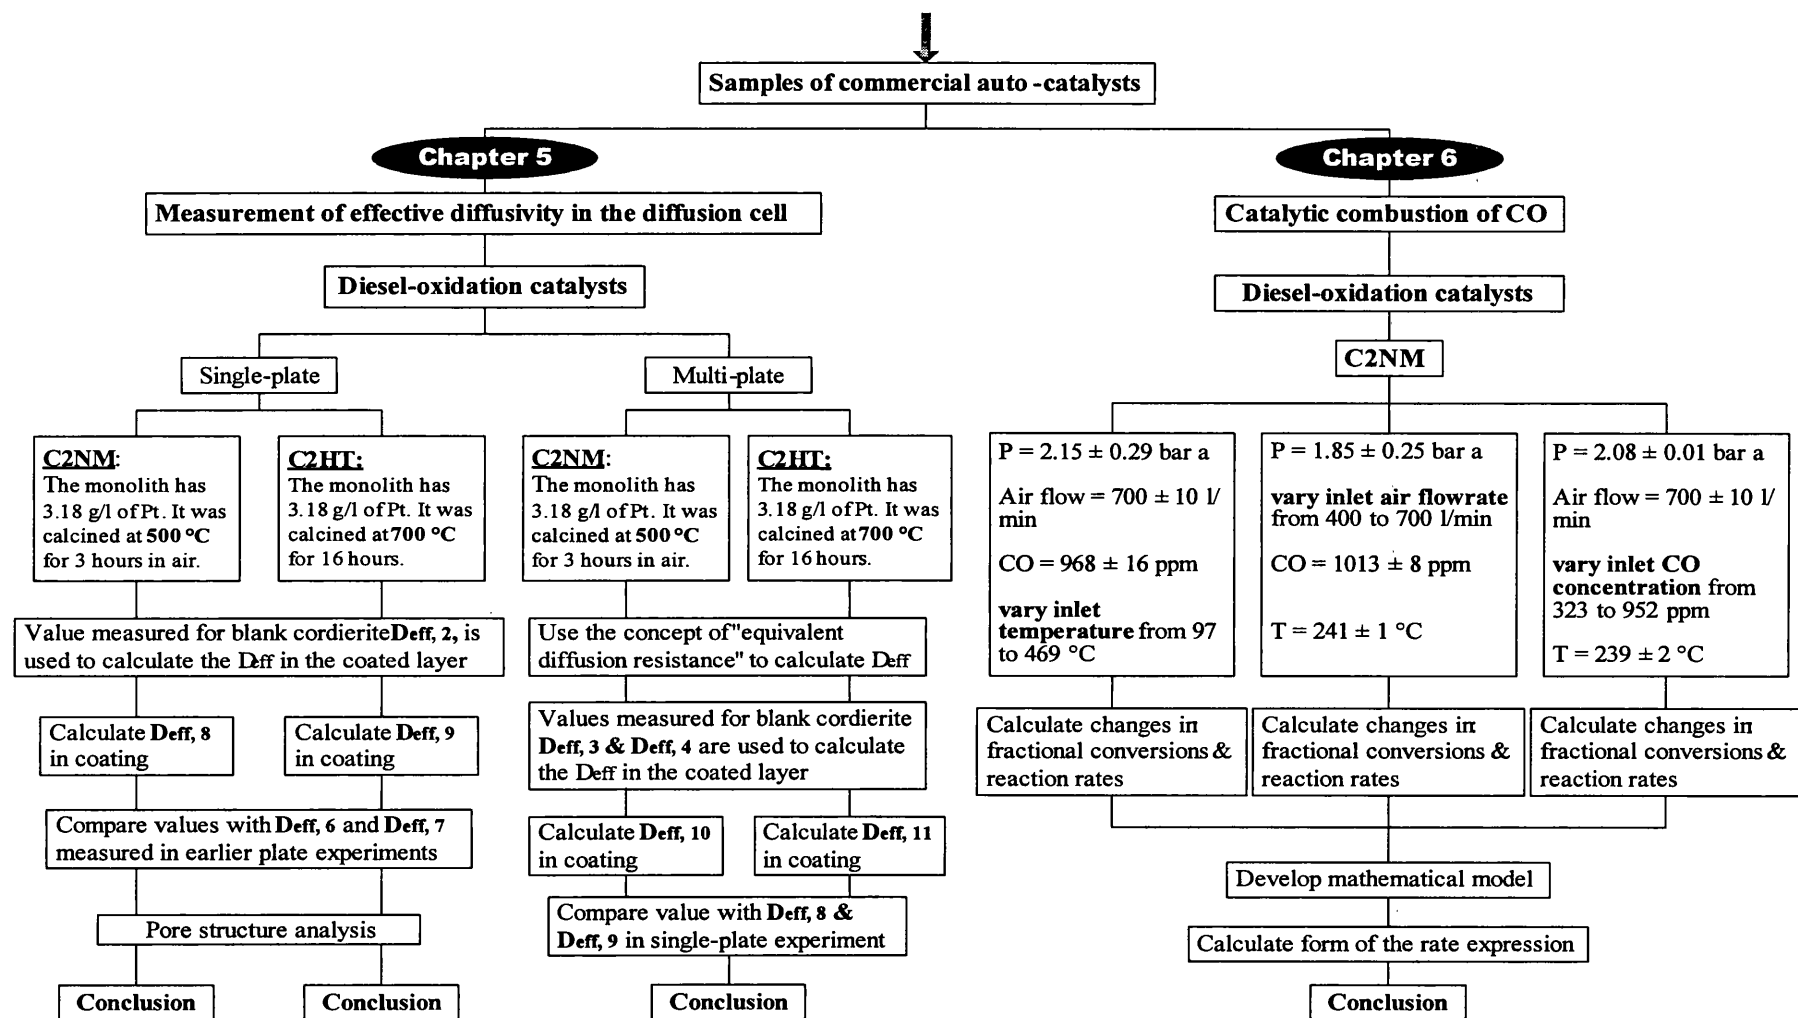 Samples of commercial auto -catalysts
Chapter 5
Measurement of effective diffusivity in the diffusion cell
Diesel-oxidation catalysts
Single-plate
C2NM:
The monolith has
3.18 g/l of Pt. It was
calcined at 500 °C
for 3 hours in air.
C2HT:
The monolith has
3.18 g/l of Pt. It was
calcined at 700 °C
for 16 hours.
Value measured for blank cordierite Deff, 2, is
used to calculate the Deff in the coated layer
Calculate Deff, 8
in coating
Calculate Deff, 9
in coating
Compare values with Deff, 6 and Deff, 7
measured in earlier plate experiments
Pore structure analysis
Conclusion
Conclusion
Multi-plate
C2NM:
The monolith has
3.18 g/l of Pt. It was
calcined at 500°C
for 3 hours in air.
C2HT:
The monolith has
3.18 g/l of Pt. It was
calcined at 700 °C
for 16 hours.
Use the concept of "equivalent
diffusion resistance" to calculate Deff
Values measured for blank cordierite
Deff, 3 & Deff, 4 are used to calculate
the Deff in the coated layer
Calculate Deff, 10
in coating
Calculate Deff, 11
in coating
Compare value with Deff, 8 &
Deff, 9 in single-plate experiment
Conclusion
Chapter 6
Catalytic combustion of CO
Diesel-oxidation catalysts
C2NM
P = 2.15 ± 0.29 bar a
Air flow = 700 ± 10 l/
min
CO = 968 ± 16 ppm
vary inlet
temperature from 97
to 469 °C
P = 1.85 ± 0.25 bar a
vary inlet air flowrate
from 400 to 700 l/min
CO = 1013 ± 8 ppm
T = 241 ± 1 °C
P = 2.08 ± 0.01 bar a
Air flow = 700 ± 10 l/
min
vary inlet CO
concentration from
323 to 952 ppm
T = 239 ± 2 °C
Calculate changes in
fractional conversions &
reaction rates
Calculate changes in
fractional conversions &
reaction rates
Calculate changes in
fractional conversions &
reaction rates
Develop mathematical model
Calculate form of the rate expression
Conclusion